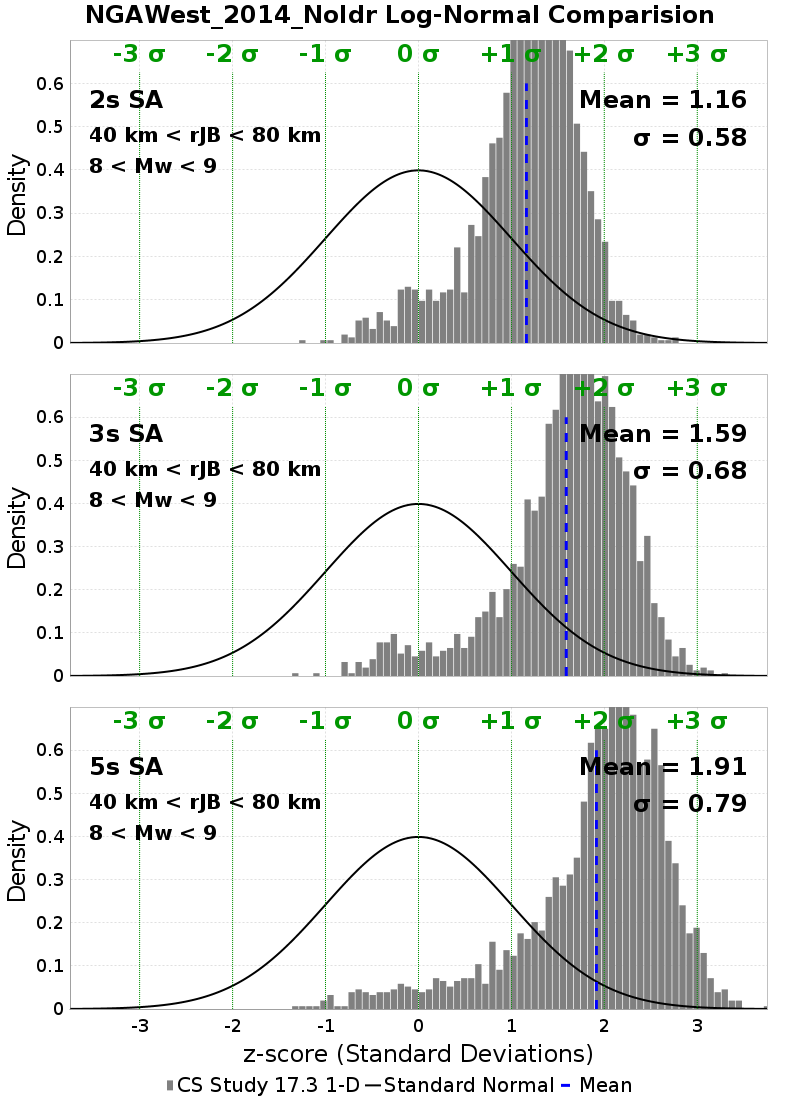 NGAWest_2014_NoIdr Log-Normal Comparision
-3 σ -2 σ -1 σ 0 σ +1 σ +2 σ +3 σ
0.6
2s SA Mean = 1.16
0.5
40 km < rJB < 80 km σ = 0.58
8 < Mw < 9
0.4
Density
0.3
0.2
0.1
0
-3 σ -2 σ -1 σ 0 σ +1 σ +2 σ +3 σ
0.6
3s SA Mean = 1.59
0.5
40 km < rJB < 80 km σ = 0.68
8 < Mw < 9
0.4
Density
0.3
0.2
0.1
0
-3 σ -2 σ -1 σ 0 σ +1 σ +2 σ +3 σ
0.6
5s SA Mean = 1.91
0.5
40 km < rJB < 80 km σ = 0.79
8 < Mw < 9
0.4
Density
0.3
0.2
0.1
0
-3 -2 -1 0 1 2 3
z-score (Standard Deviations)
CS Study 17.3 1-D Standard Normal Mean